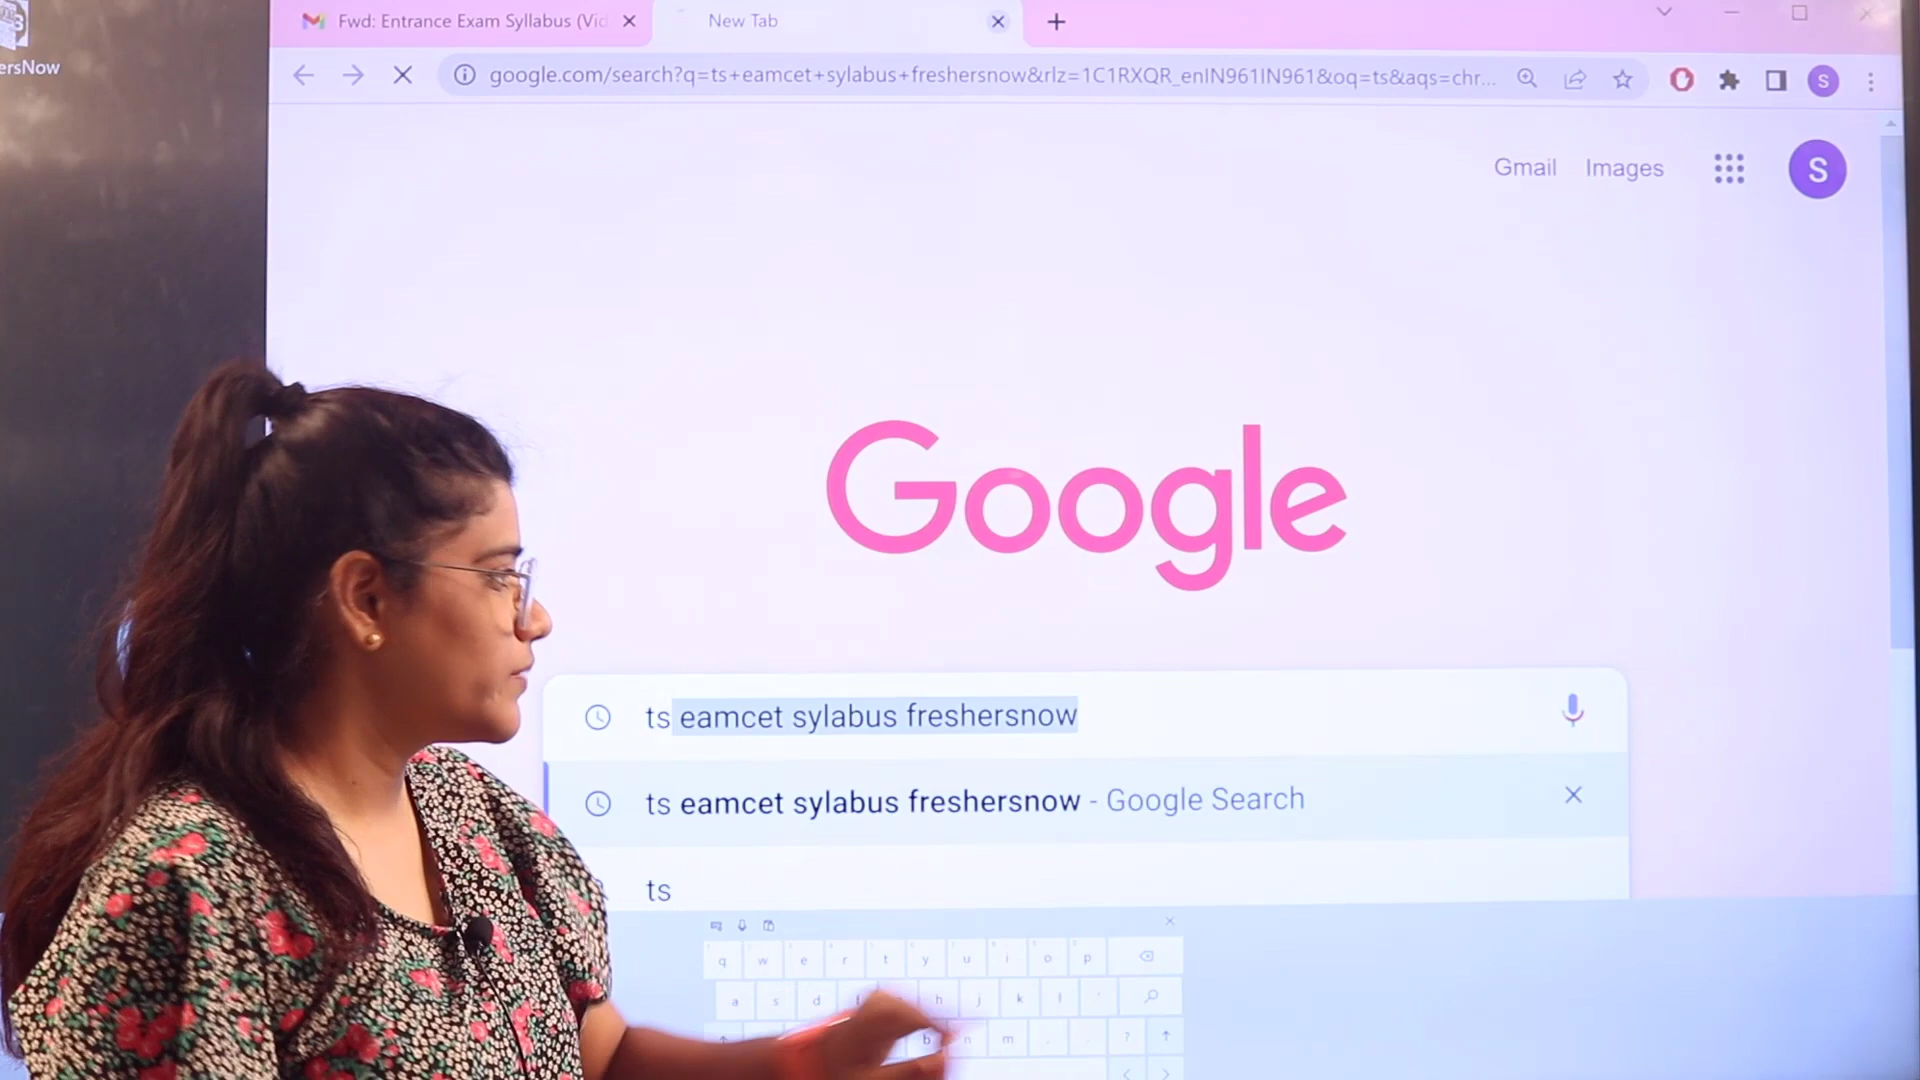 ersNow
Fwd: Entrance Exam Syllabus (Vid
New Tab
google.com/search?q=ts+eamcet+sylabus+freshersnow&rlz=1C1RXQR_enIN961IN961&oq=ts&aqs=chr...
S
Gmail Images
S
Google
ts eamcet sylabus freshersnow
ts eamcet sylabus freshersnow - Google Search
ts
q w e r t y u i o p
a s d f h j k l '
b n m , . ?